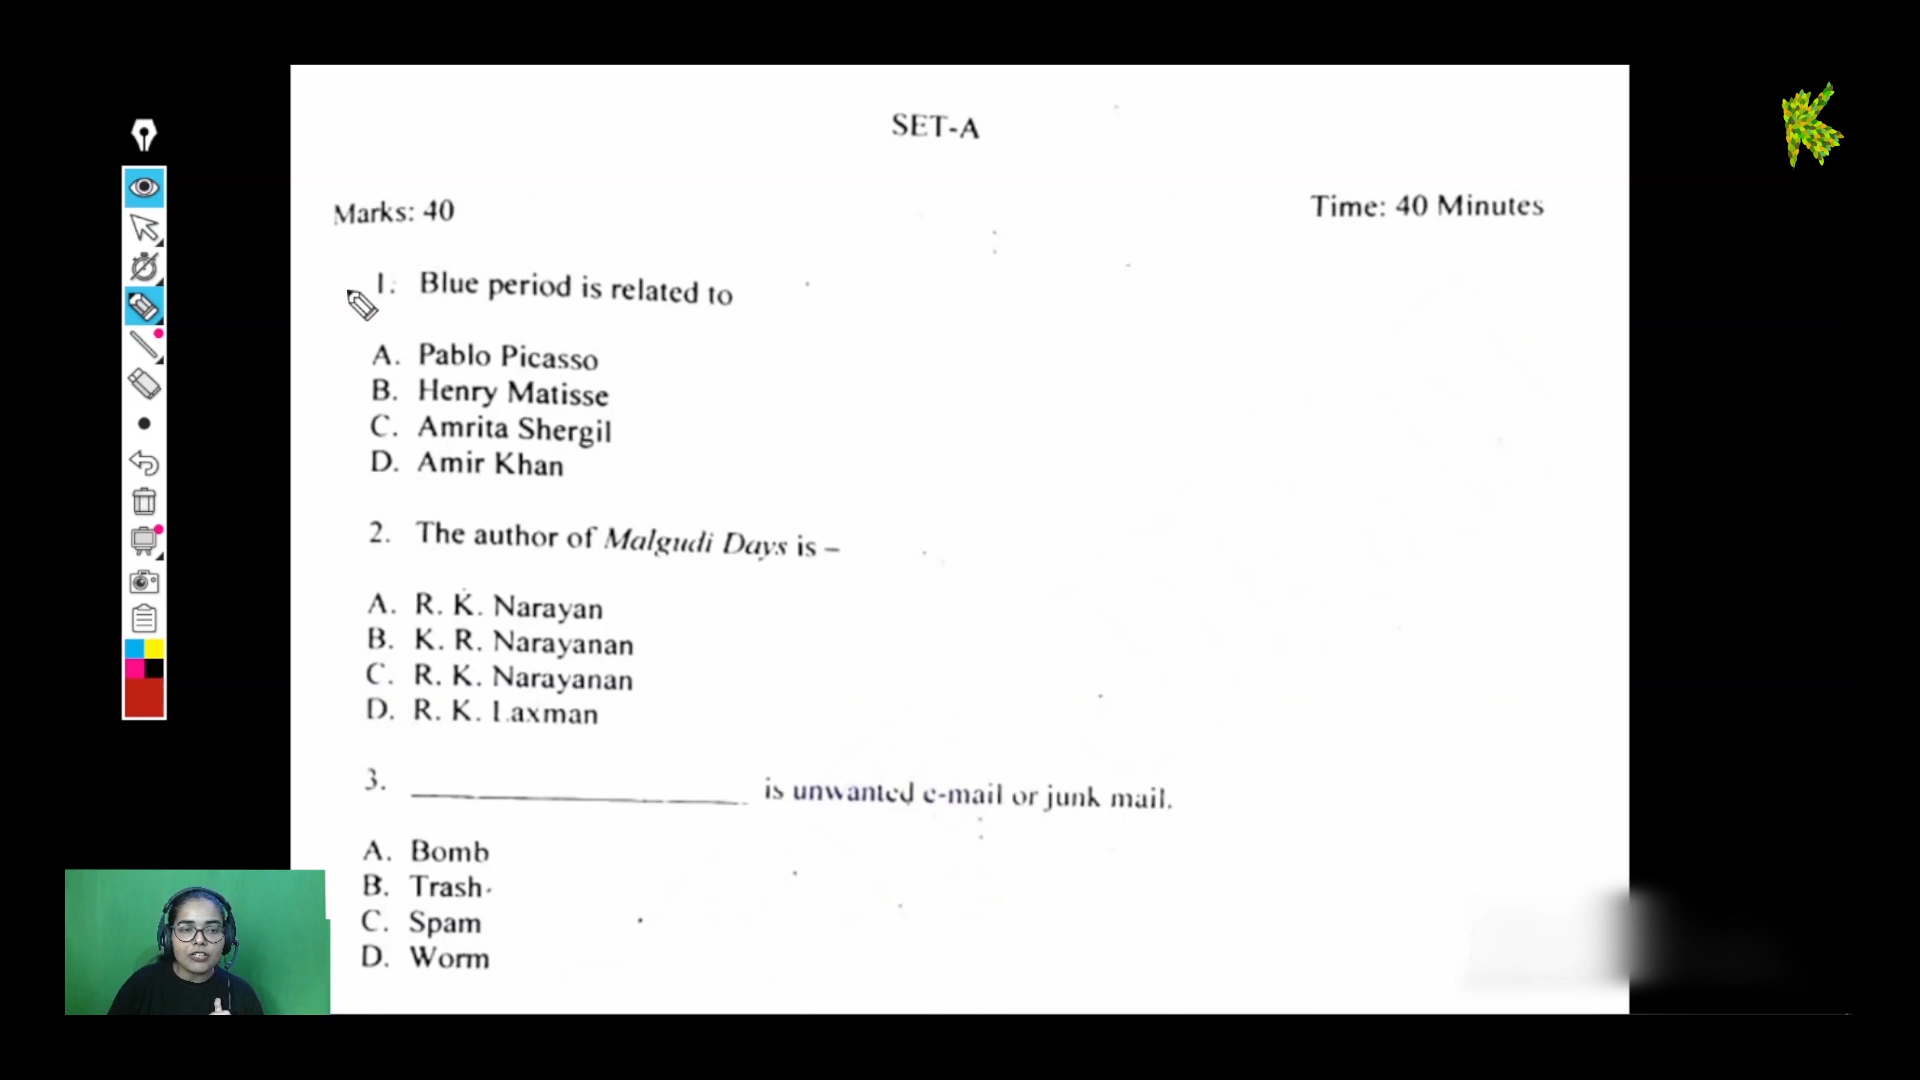 SET-A
Marks: 40
Time: 40 Minutes
1. Blue period is related to
A. Pablo Picasso
B. Henry Matisse
C. Amrita Shergil
D. Amir Khan
2. The author of Malgudi Days is –
A. R. K. Narayan
B. K. R. Narayanan
C. R. K. Narayanan
D. R. K. Laxman
3. ____________ is unwanted e-mail or junk mail.
A. Bomb
B. Trash
C. Spam
D. Worm